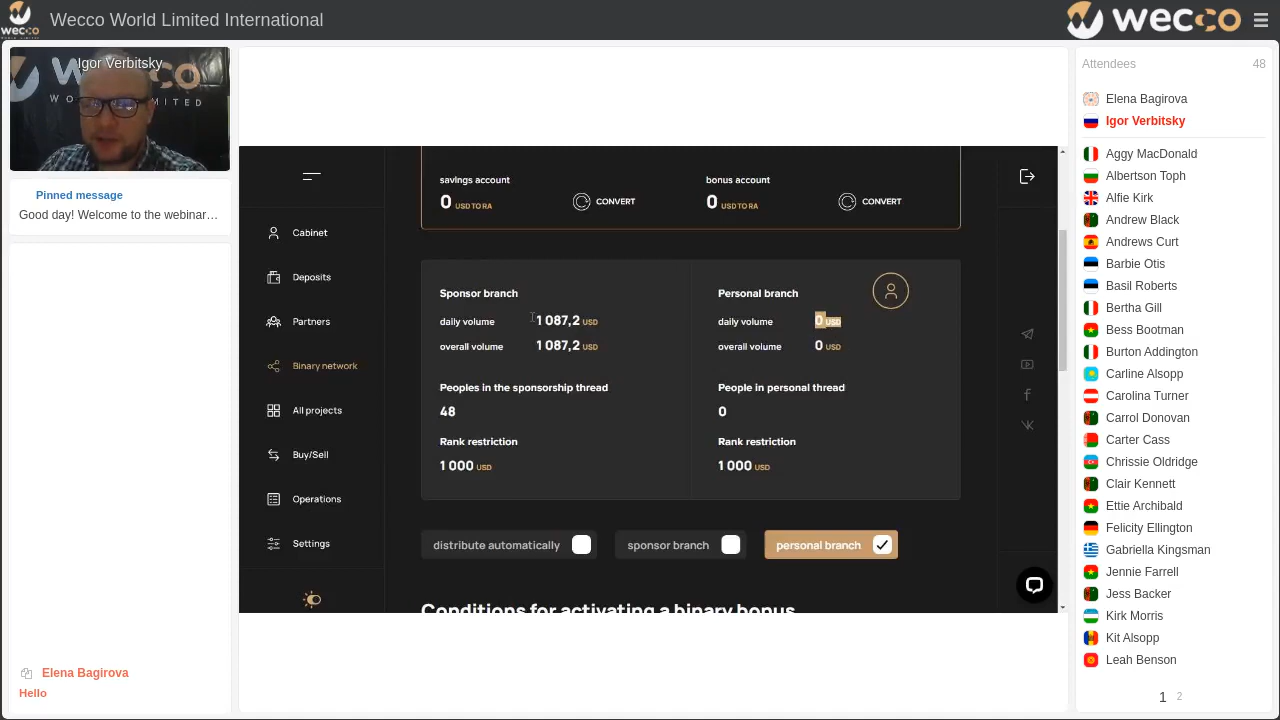 Wecco World Limited International
wecco
Igor Verbitsky
Pinned message
Good day! Welcome to the webinar…
Elena Bagirova
Hello
savings account
0 USD TO RA
CONVERT
bonus account
0 USD TO RA
CONVERT
Cabinet
Deposits
Partners
Binary network
All projects
Buy/Sell
Operations
Settings
Sponsor branch
daily volume 1 087,2 USD
overall volume 1 087,2 USD
Peoples in the sponsorship thread
48
Rank restriction
1 000 USD
Personal branch
daily volume 0 USD
overall volume 0 USD
People in personal thread
0
Rank restriction
1 000 USD
distribute automatically
sponsor branch
personal branch
Conditions for activating a binary bonus
Attendees 48
Elena Bagirova
Igor Verbitsky
Aggy MacDonald
Albertson Toph
Alfie Kirk
Andrew Black
Andrews Curt
Barbie Otis
Basil Roberts
Bertha Gill
Bess Bootman
Burton Addington
Carline Alsopp
Carolina Turner
Carrol Donovan
Carter Cass
Chrissie Oldridge
Clair Kennett
Ettie Archibald
Felicity Ellington
Gabriella Kingsman
Jennie Farrell
Jess Backer
Kirk Morris
Kit Alsopp
Leah Benson
1 2